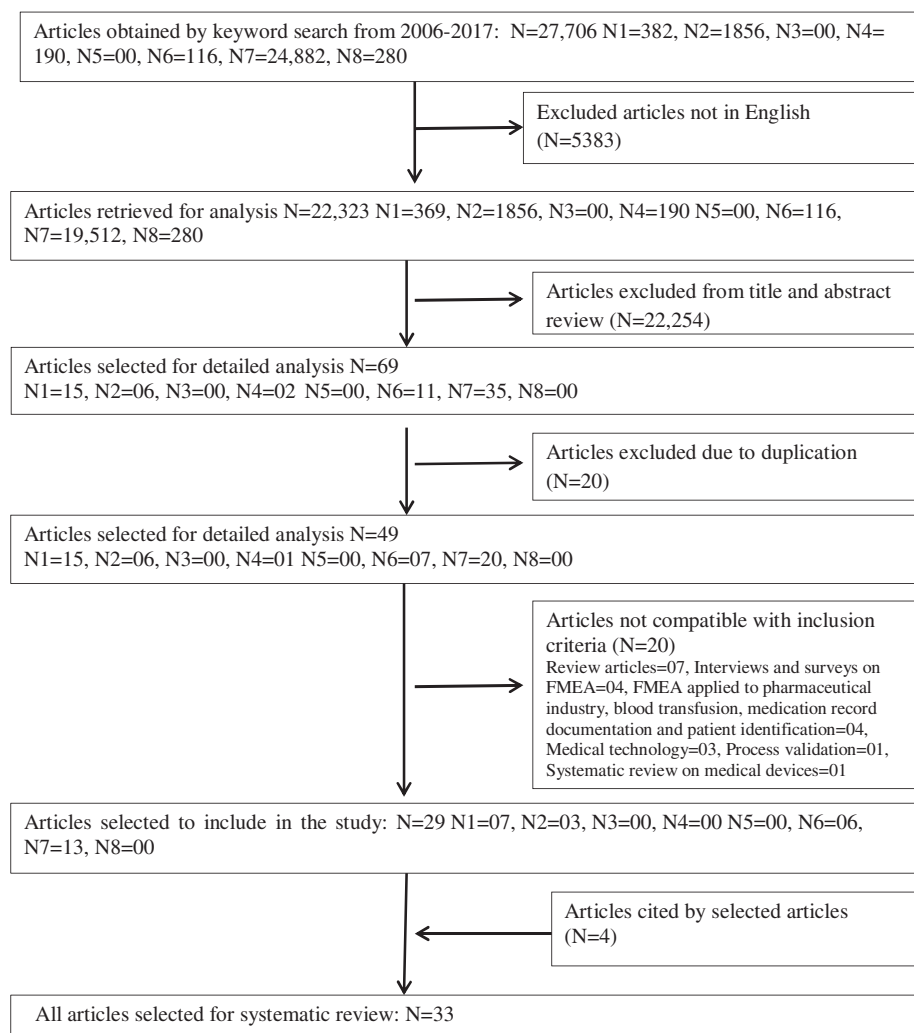 Articles obtained by keyword search from 2006-2017: N=27,706 N1=382, N2=1856, N3=00, N4=
190, N5=00, N6=116, N7=24,882, N8=280
Excluded articles not in English
(N=5383)
Articles retrieved for analysis N=22,323 N1=369, N2=1856, N3=00, N4=190 N5=00, N6=116,
N7=19,512, N8=280
Articles excluded from title and abstract
review (N=22,254)
Articles selected for detailed analysis N=69
N1=15, N2=06, N3=00, N4=02 N5=00, N6=11, N7=35, N8=00
Articles excluded due to duplication
(N=20)
Articles selected for detailed analysis N=49
N1=15, N2=06, N3=00, N4=01 N5=00, N6=07, N7=20, N8=00
Articles not compatible with inclusion
criteria (N=20)
Review articles=07, Interviews and surveys on
FMEA=04, FMEA applied to pharmaceutical
industry, blood transfusion, medication record
documentation and patient identification=04,
Medical technology=03, Process validation=01,
Systematic review on medical devices=01
Articles selected to include in the study: N=29 N1=07, N2=03, N3=00, N4=00 N5=00, N6=06,
N7=13, N8=00
Articles cited by selected articles
(N=4)
All articles selected for systematic review: N=33